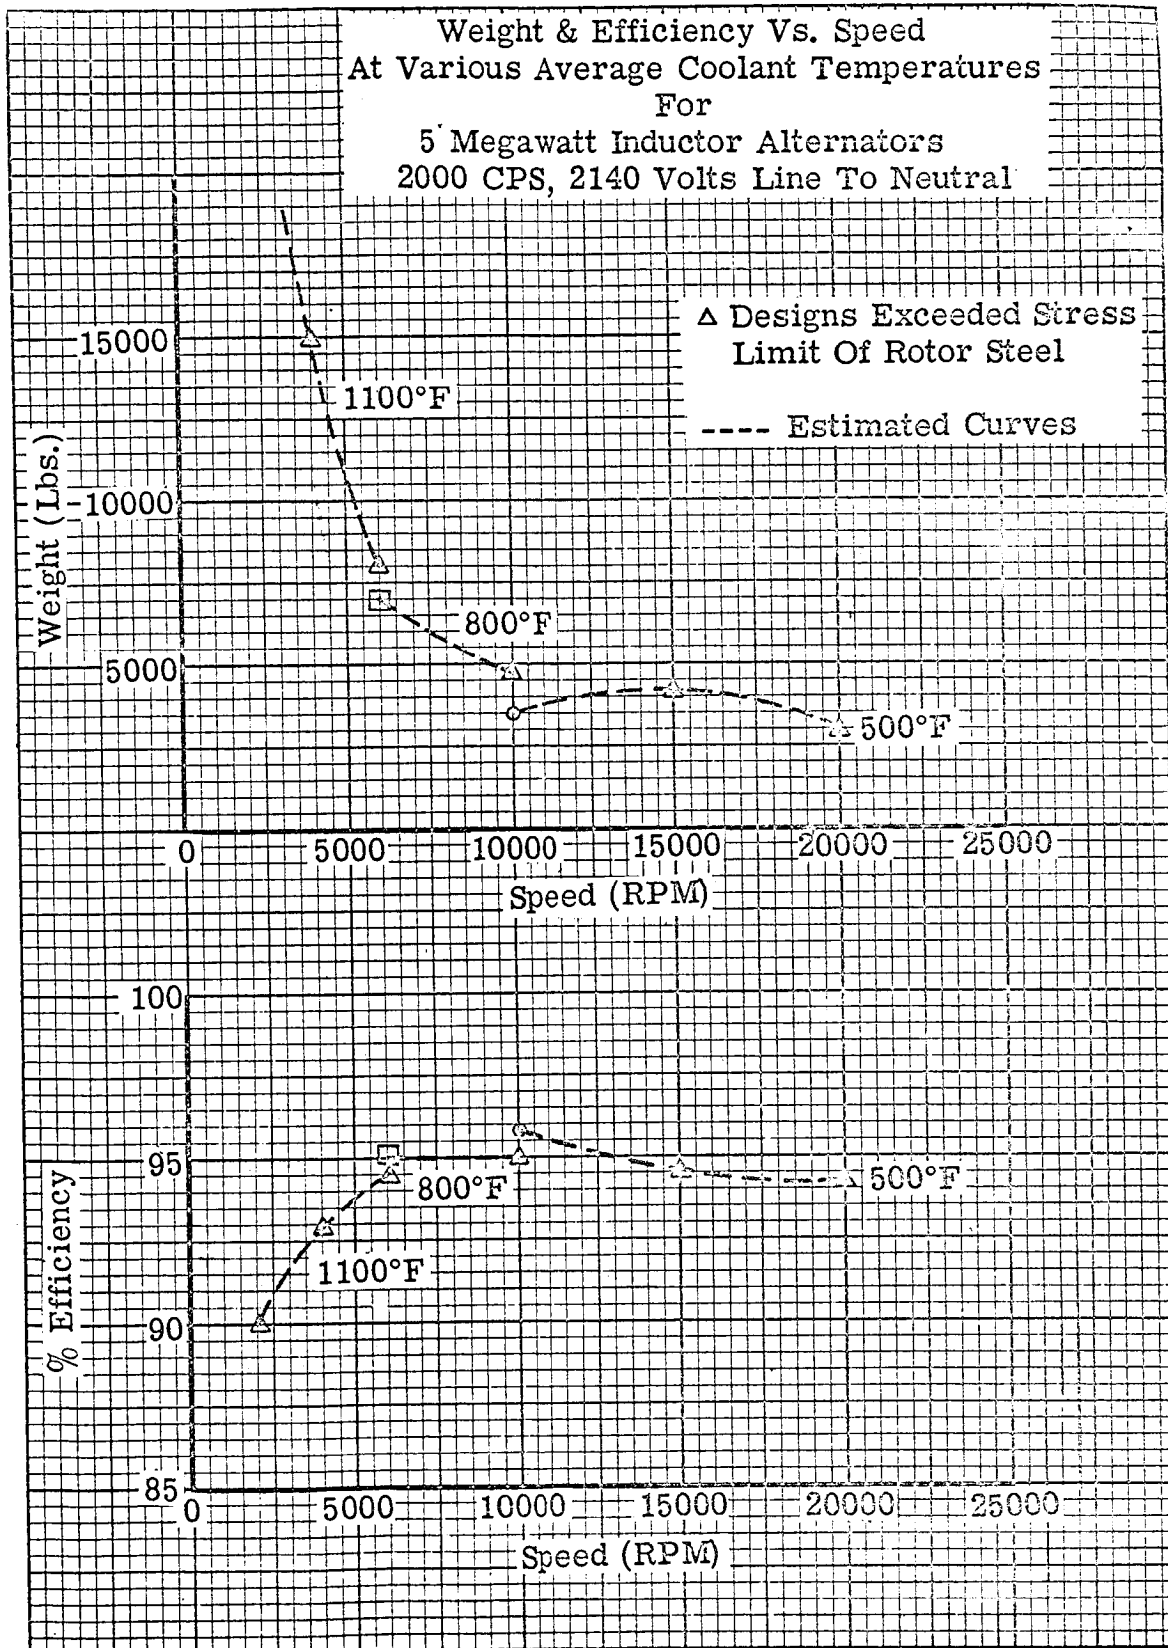 Weight & Efficiency Vs. Speed
At Various Average Coolant Temperatures
For
5 Megawatt Inductor Alternators
2000 CPS, 2140 Volts Line To Neutral
Δ Designs Exceeded Stress
Limit Of Rotor Steel
---- Estimated Curves
Weight (Lbs.)
15000
10000
5000
1100°F
800°F
500°F
0 5000 10000 15000 20000 25000
Speed (RPM)
% Efficiency
100
95
90
85
800°F
500°F
1100°F
0 5000 10000 15000 20000 25000
Speed (RPM)